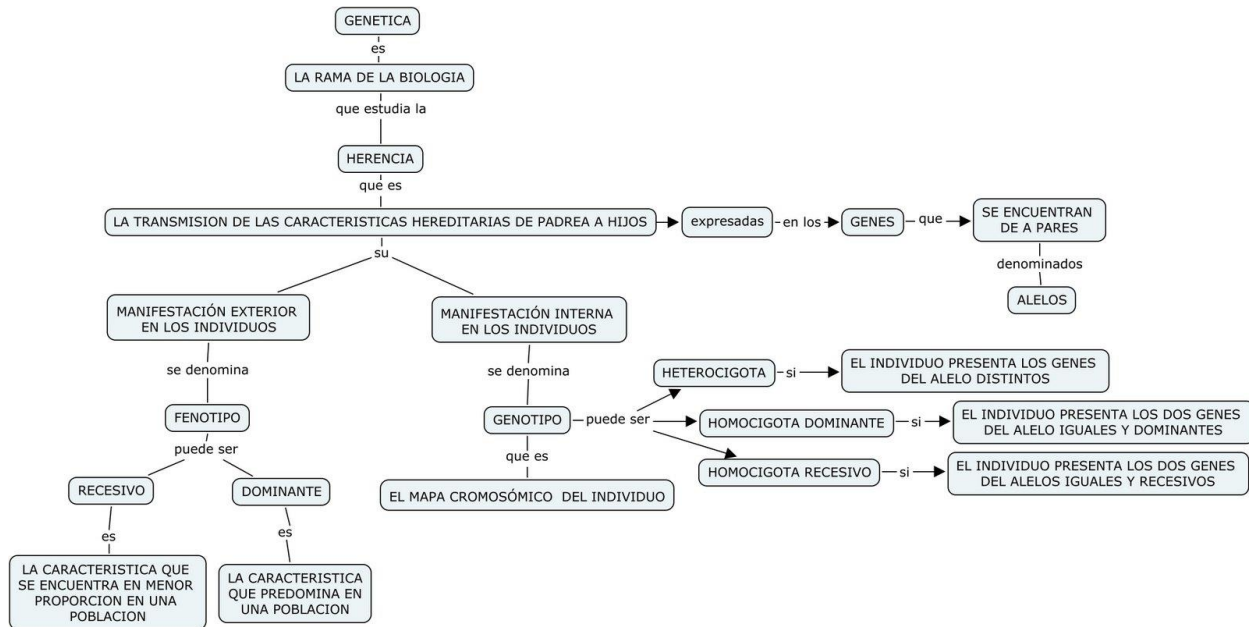 GENETICA
es
LA RAMA DE LA BIOLOGIA
que estudia la
HERENCIA
que es
LA TRANSMISION DE LAS CARACTERISTICAS HEREDITARIAS DE PADREA A HIJOS
expresadas
en los
GENES
que
SE ENCUENTRAN
DE A PARES
denominados
ALELOS
su
MANIFESTACIÓN EXTERIOR
EN LOS INDIVIDUOS
se denomina
FENOTIPO
puede ser
RECESIVO
es
LA CARACTERISTICA QUE
SE ENCUENTRA EN MENOR
PROPORCION EN UNA
POBLACION
DOMINANTE
es
LA CARACTERISTICA
QUE PREDOMINA EN
UNA POBLACION
MANIFESTACIÓN INTERNA
EN LOS INDIVIDUOS
se denomina
GENOTIPO
que es
EL MAPA CROMOSÓMICO DEL INDIVIDUO
puede ser
HETEROCIGOTA
si
EL INDIVIDUO PRESENTA LOS GENES
DEL ALELO DISTINTOS
HOMOCIGOTA DOMINANTE
si
EL INDIVIDUO PRESENTA LOS DOS GENES
DEL ALELO IGUALES Y DOMINANTES
HOMOCIGOTA RECESIVO
si
EL INDIVIDUO PRESENTA LOS DOS GENES
DEL ALELOS IGUALES Y RECESIVOS